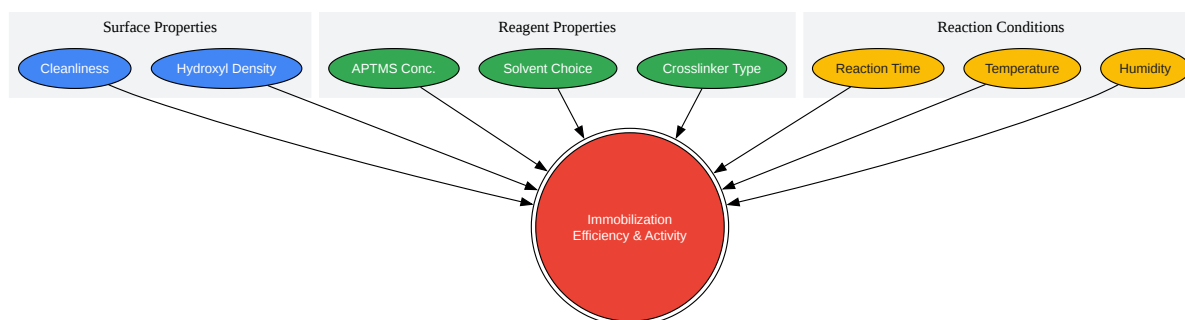 Surface Properties
Reagent Properties
Reaction Conditions
Cleanliness
Hydroxyl Density
APTMS Conc.
Solvent Choice
Crosslinker Type
Reaction Time
Temperature
Humidity
Immobilization
Efficiency & Activity